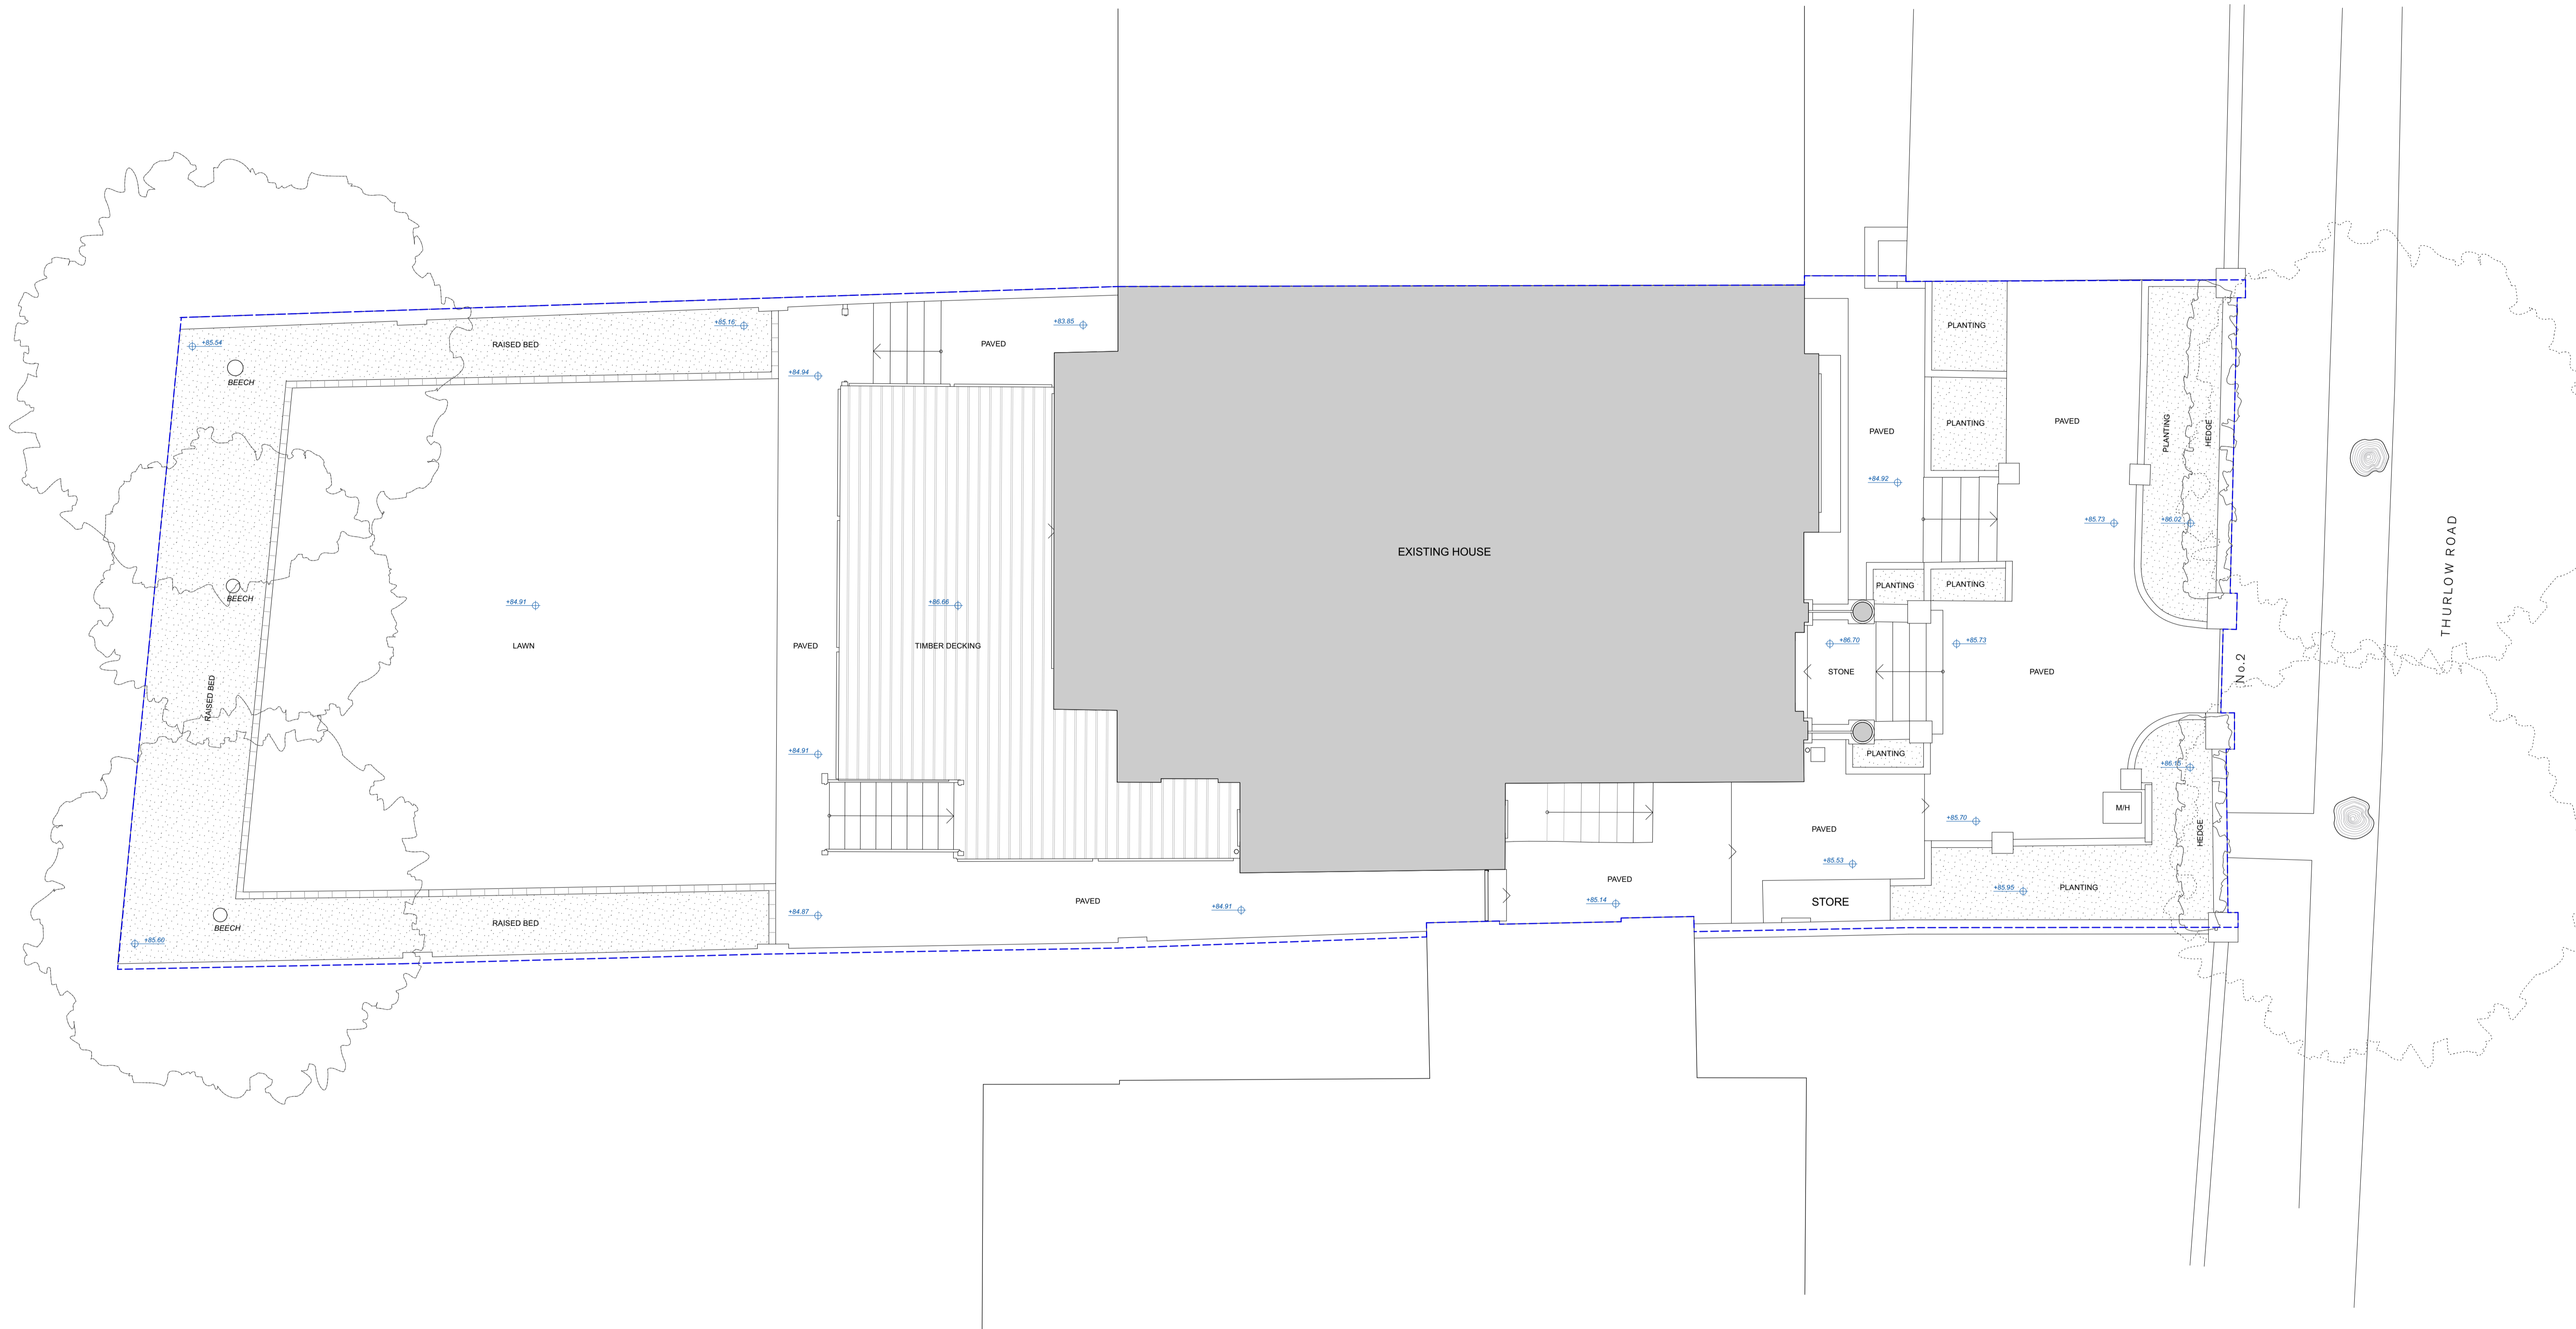 RAISED BED
+85.16
+83.85
PAVED
+85.54
BEECH
+84.94
PLANTING
PLANTING
PAVED
PAVED
PLANTING
HEDGE
+84.92
+85.73
+86.02
EXISTING HOUSE
THURLOW ROAD
BEECH
+84.91
LAWN
PAVED
+86.66
TIMBER DECKING
PLANTING
PLANTING
+86.70
STONE
+85.73
PAVED
No.2
RAISED BED
+84.91
PLANTING
+86.15
M/H
HEDGE
+85.70
PAVED
+85.53
PAVED
+85.14
STORE
+85.95
PLANTING
BEECH
+85.60
RAISED BED
+84.87
PAVED
+84.91